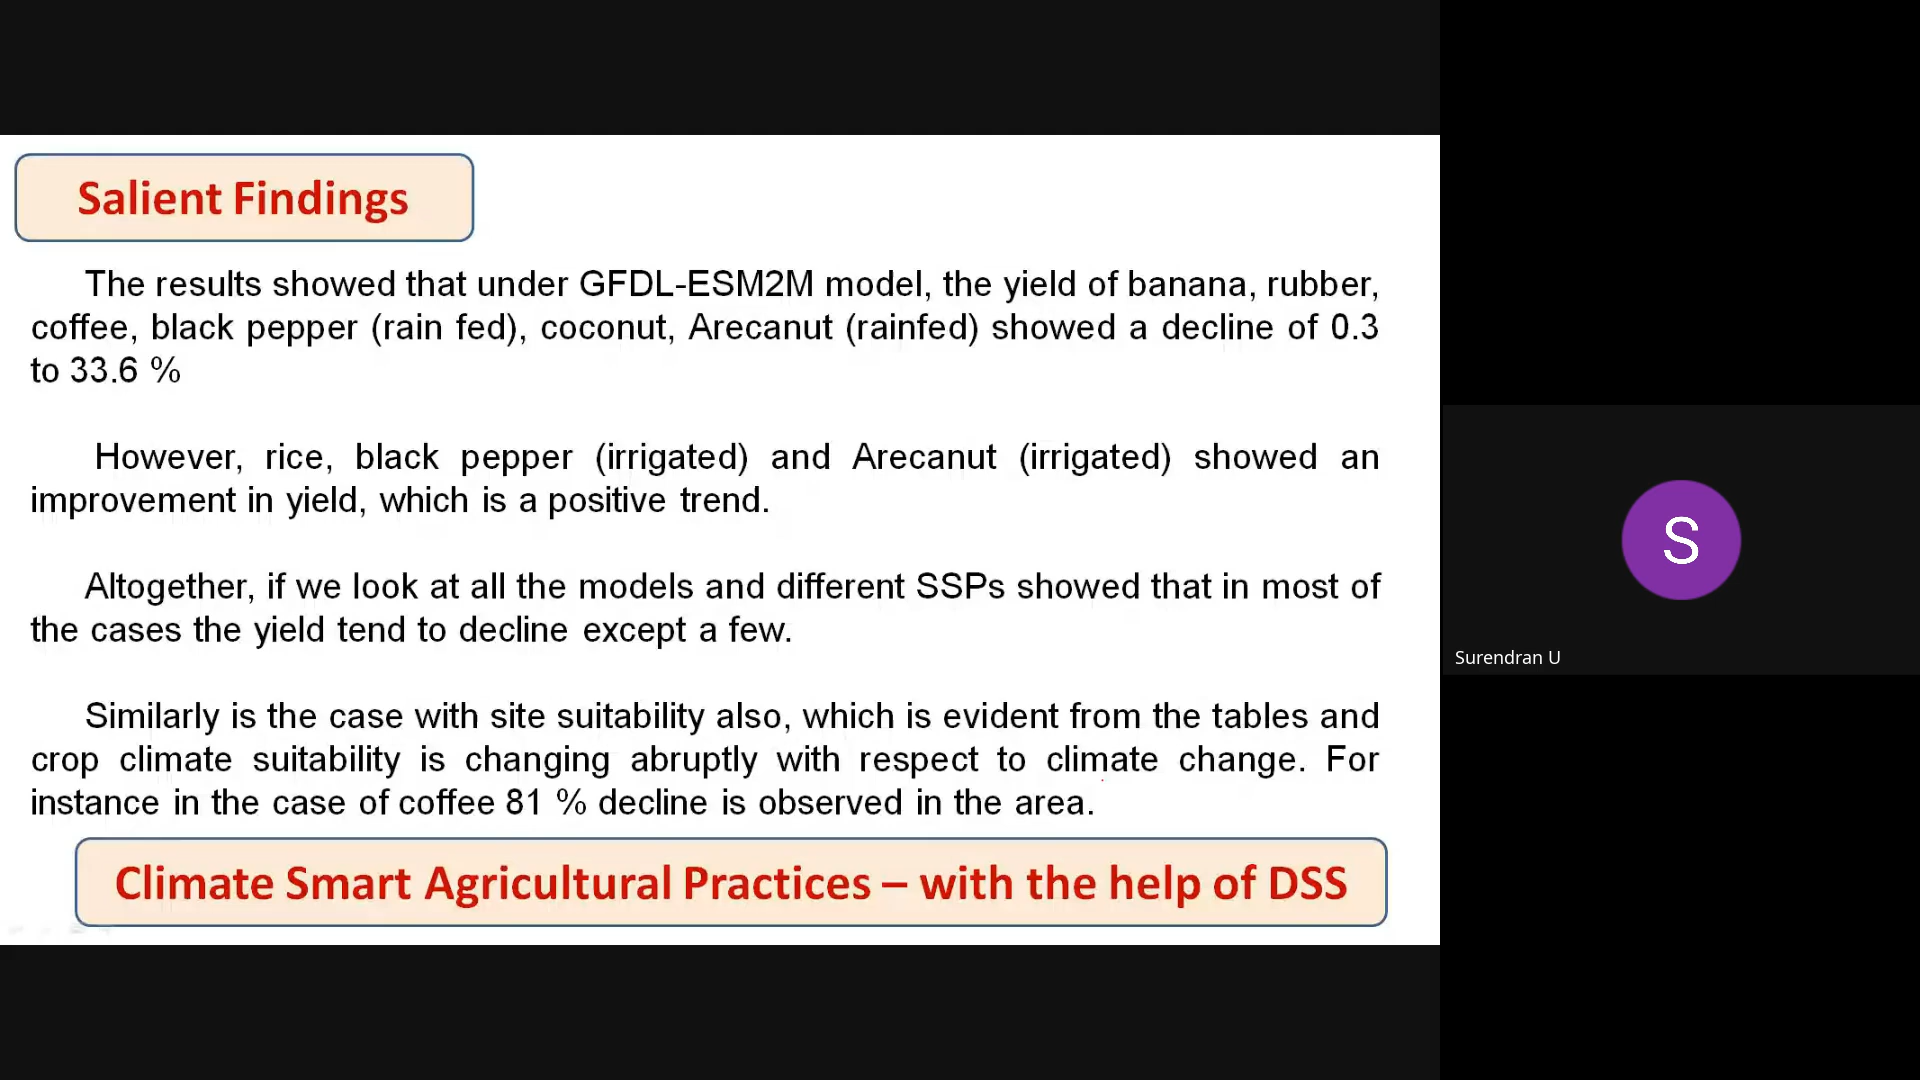 Salient Findings
The results showed that under GFDL-ESM2M model, the yield of banana, rubber,
coffee, black pepper (rain fed), coconut, Arecanut (rainfed) showed a decline of 0.3
to 33.6 %
However, rice, black pepper (irrigated) and Arecanut (irrigated) showed an
improvement in yield, which is a positive trend.
Altogether, if we look at all the models and different SSPs showed that in most of
the cases the yield tend to decline except a few.
Similarly is the case with site suitability also, which is evident from the tables and
crop climate suitability is changing abruptly with respect to climate change. For
instance in the case of coffee 81 % decline is observed in the area.
Climate Smart Agricultural Practices – with the help of DSS
S
Surendran U